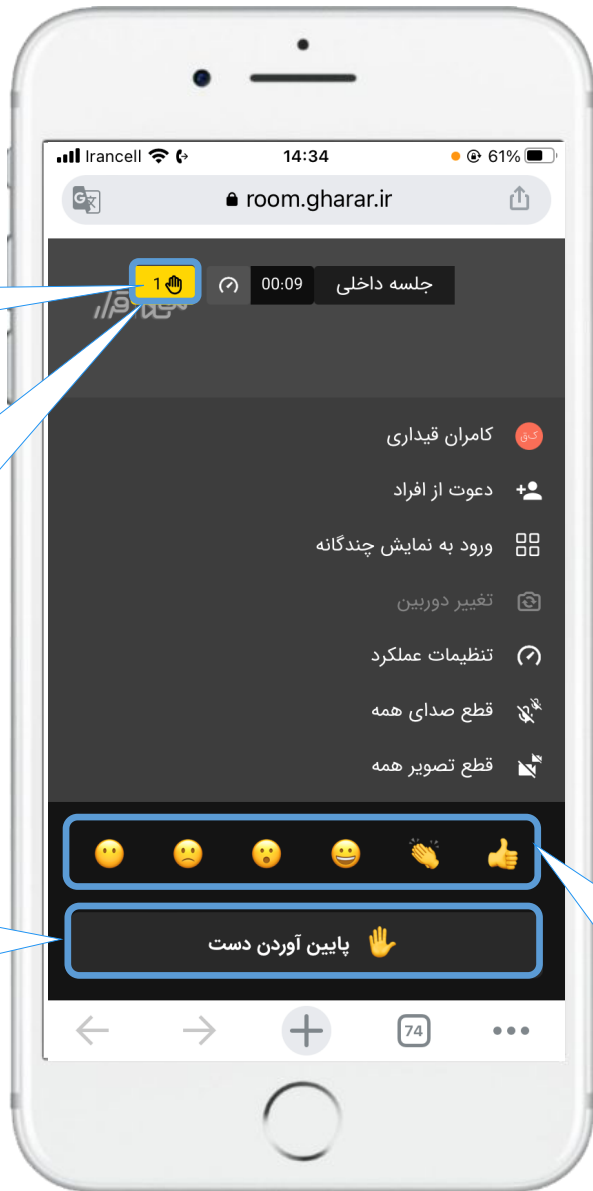 Irancell 14:34 61%
room.gharar.ir
جلسه داخلی 00:09 1
قرار
کامران قیداری
ک‌ق
دعوت از افراد
ورود به نمایش چندگانه
تغییر دوربین
تنظیمات عملکرد
قطع صدای همه
قطع تصویر همه
پایین آوردن دست
74